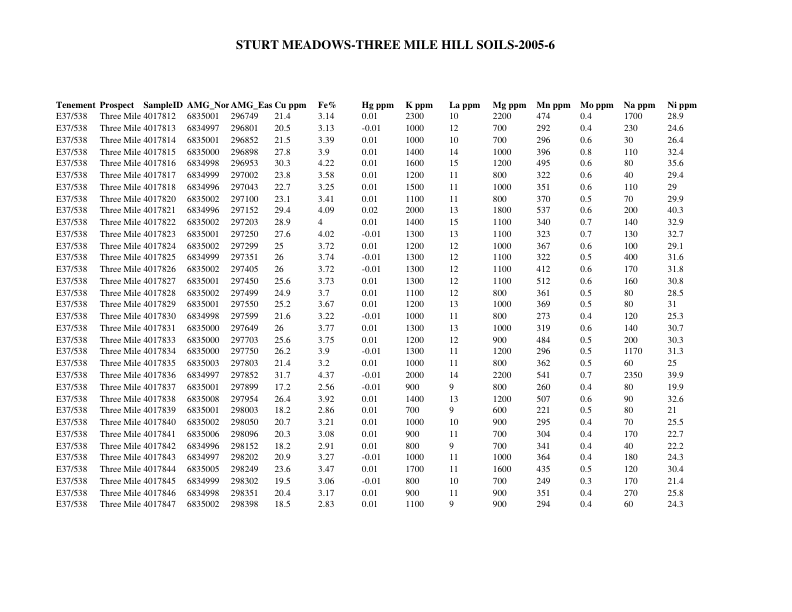 STURT MEADOWS-THREE MILE HILL SOILS-2005-6
Tenement Prospect SampleID AMG_Nor AMG_Eas Cu ppm Fe% Hg ppm K ppm La ppm Mg ppm Mn ppm Mo ppm Na ppm Ni ppm
E37/538 Three Mile 4017812 6835001 296749 21.4 3.14 0.01 2300 10 2200 474 0.4 1700 28.9
E37/538 Three Mile 4017813 6834997 296801 20.5 3.13 -0.01 1000 12 700 292 0.4 230 24.6
E37/538 Three Mile 4017814 6835001 296852 21.5 3.39 0.01 1000 10 700 296 0.6 30 26.4
E37/538 Three Mile 4017815 6835000 296898 27.8 3.9 0.01 1400 14 1000 396 0.8 110 32.4
E37/538 Three Mile 4017816 6834998 296953 30.3 4.22 0.01 1600 15 1200 495 0.6 80 35.6
E37/538 Three Mile 4017817 6834999 297002 23.8 3.58 0.01 1200 11 800 322 0.6 40 29.4
E37/538 Three Mile 4017818 6834996 297043 22.7 3.25 0.01 1500 11 1000 351 0.6 110 29
E37/538 Three Mile 4017820 6835002 297100 23.1 3.41 0.01 1100 11 800 370 0.5 70 29.9
E37/538 Three Mile 4017821 6834996 297152 29.4 4.09 0.02 2000 13 1800 537 0.6 200 40.3
E37/538 Three Mile 4017822 6835002 297203 28.9 4 0.01 1400 15 1100 340 0.7 140 32.9
E37/538 Three Mile 4017823 6835001 297250 27.6 4.02 -0.01 1300 13 1100 323 0.7 130 32.7
E37/538 Three Mile 4017824 6835002 297299 25 3.72 0.01 1200 12 1000 367 0.6 100 29.1
E37/538 Three Mile 4017825 6834999 297351 26 3.74 -0.01 1300 12 1100 322 0.5 400 31.6
E37/538 Three Mile 4017826 6835002 297405 26 3.72 -0.01 1300 12 1100 412 0.6 170 31.8
E37/538 Three Mile 4017827 6835001 297450 25.6 3.73 0.01 1300 12 1100 512 0.6 160 30.8
E37/538 Three Mile 4017828 6835002 297499 24.9 3.7 0.01 1100 12 800 361 0.5 80 28.5
E37/538 Three Mile 4017829 6835001 297550 25.2 3.67 0.01 1200 13 1000 369 0.5 80 31
E37/538 Three Mile 4017830 6834998 297599 21.6 3.22 -0.01 1000 11 800 273 0.4 120 25.3
E37/538 Three Mile 4017831 6835000 297649 26 3.77 0.01 1300 13 1000 319 0.6 140 30.7
E37/538 Three Mile 4017833 6835000 297703 25.6 3.75 0.01 1200 12 900 484 0.5 200 30.3
E37/538 Three Mile 4017834 6835000 297750 26.2 3.9 -0.01 1300 11 1200 296 0.5 1170 31.3
E37/538 Three Mile 4017835 6835003 297803 21.4 3.2 0.01 1000 11 800 362 0.5 60 25
E37/538 Three Mile 4017836 6834997 297852 31.7 4.37 -0.01 2000 14 2200 541 0.7 2350 39.9
E37/538 Three Mile 4017837 6835001 297899 17.2 2.56 -0.01 900 9 800 260 0.4 80 19.9
E37/538 Three Mile 4017838 6835008 297954 26.4 3.92 0.01 1400 13 1200 507 0.6 90 32.6
E37/538 Three Mile 4017839 6835001 298003 18.2 2.86 0.01 700 9 600 221 0.5 80 21
E37/538 Three Mile 4017840 6835002 298050 20.7 3.21 0.01 1000 10 900 295 0.4 70 25.5
E37/538 Three Mile 4017841 6835006 298096 20.3 3.08 0.01 900 11 700 304 0.4 170 22.7
E37/538 Three Mile 4017842 6834996 298152 18.2 2.91 0.01 800 9 700 341 0.4 40 22.2
E37/538 Three Mile 4017843 6834997 298202 20.9 3.27 -0.01 1000 11 1000 364 0.4 180 24.3
E37/538 Three Mile 4017844 6835005 298249 23.6 3.47 0.01 1700 11 1600 435 0.5 120 30.4
E37/538 Three Mile 4017845 6834999 298302 19.5 3.06 -0.01 800 10 700 249 0.3 170 21.4
E37/538 Three Mile 4017846 6834998 298351 20.4 3.17 0.01 900 11 900 351 0.4 270 25.8
E37/538 Three Mile 4017847 6835002 298398 18.5 2.83 0.01 1100 9 900 294 0.4 60 24.3